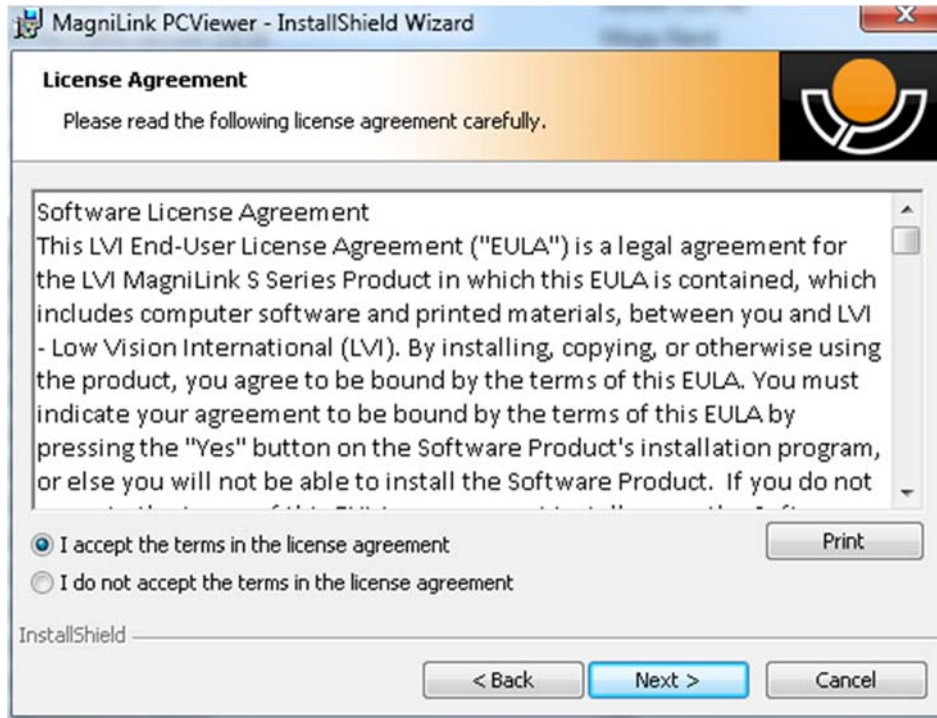 MagniLink PCViewer - InstallShield Wizard
License Agreement
Please read the following license agreement carefully.
Software License Agreement
This LVI End-User License Agreement ("EULA") is a legal agreement for
the LVI MagniLink S Series Product in which this EULA is contained, which
includes computer software and printed materials, between you and LVI
- Low Vision International (LVI). By installing, copying, or otherwise using
the product, you agree to be bound by the terms of this EULA. You must
indicate your agreement to be bound by the terms of this EULA by
pressing the "Yes" button on the Software Product's installation program,
or else you will not be able to install the Software Product.  If you do not
I accept the terms in the license agreement
Print
I do not accept the terms in the license agreement
InstallShield
< Back
Next >
Cancel